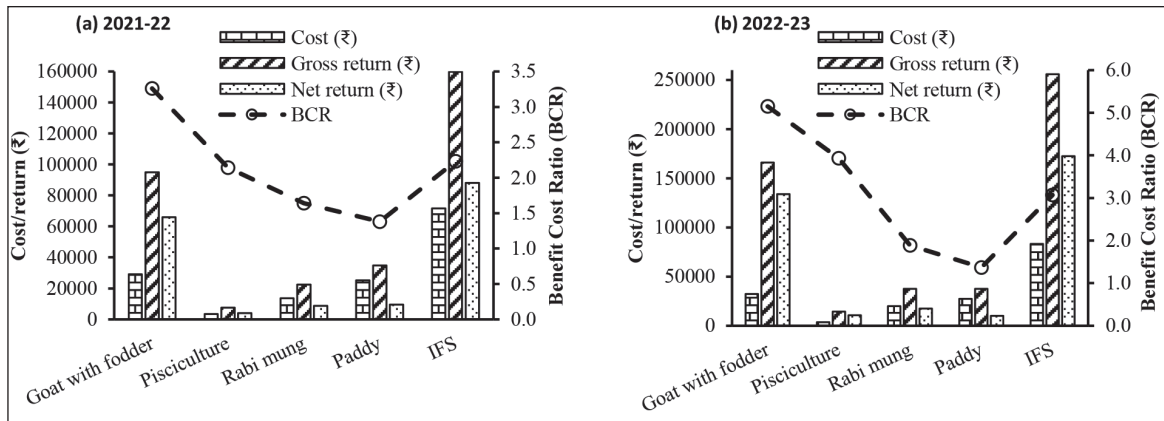 (a) 2021-22
Cost (₹)
Gross return (₹)
Net return (₹)
BCR
Cost/return (₹)
160000
140000
120000
100000
80000
60000
40000
20000
0
3.5
3.0
2.5
2.0
1.5
1.0
0.5
0.0
Benefit Cost Ratio (BCR)
Goat with fodder
Pisciculture
Rabi mung
Paddy
IFS
(b) 2022-23
Cost (₹)
Gross return (₹)
Net return (₹)
BCR
Cost/return (₹)
250000
200000
150000
100000
50000
0
6.0
5.0
4.0
3.0
2.0
1.0
0.0
Benefit Cost Ratio (BCR)
Goat with fodder
Pisciculture
Rabi mung
Paddy
IFS